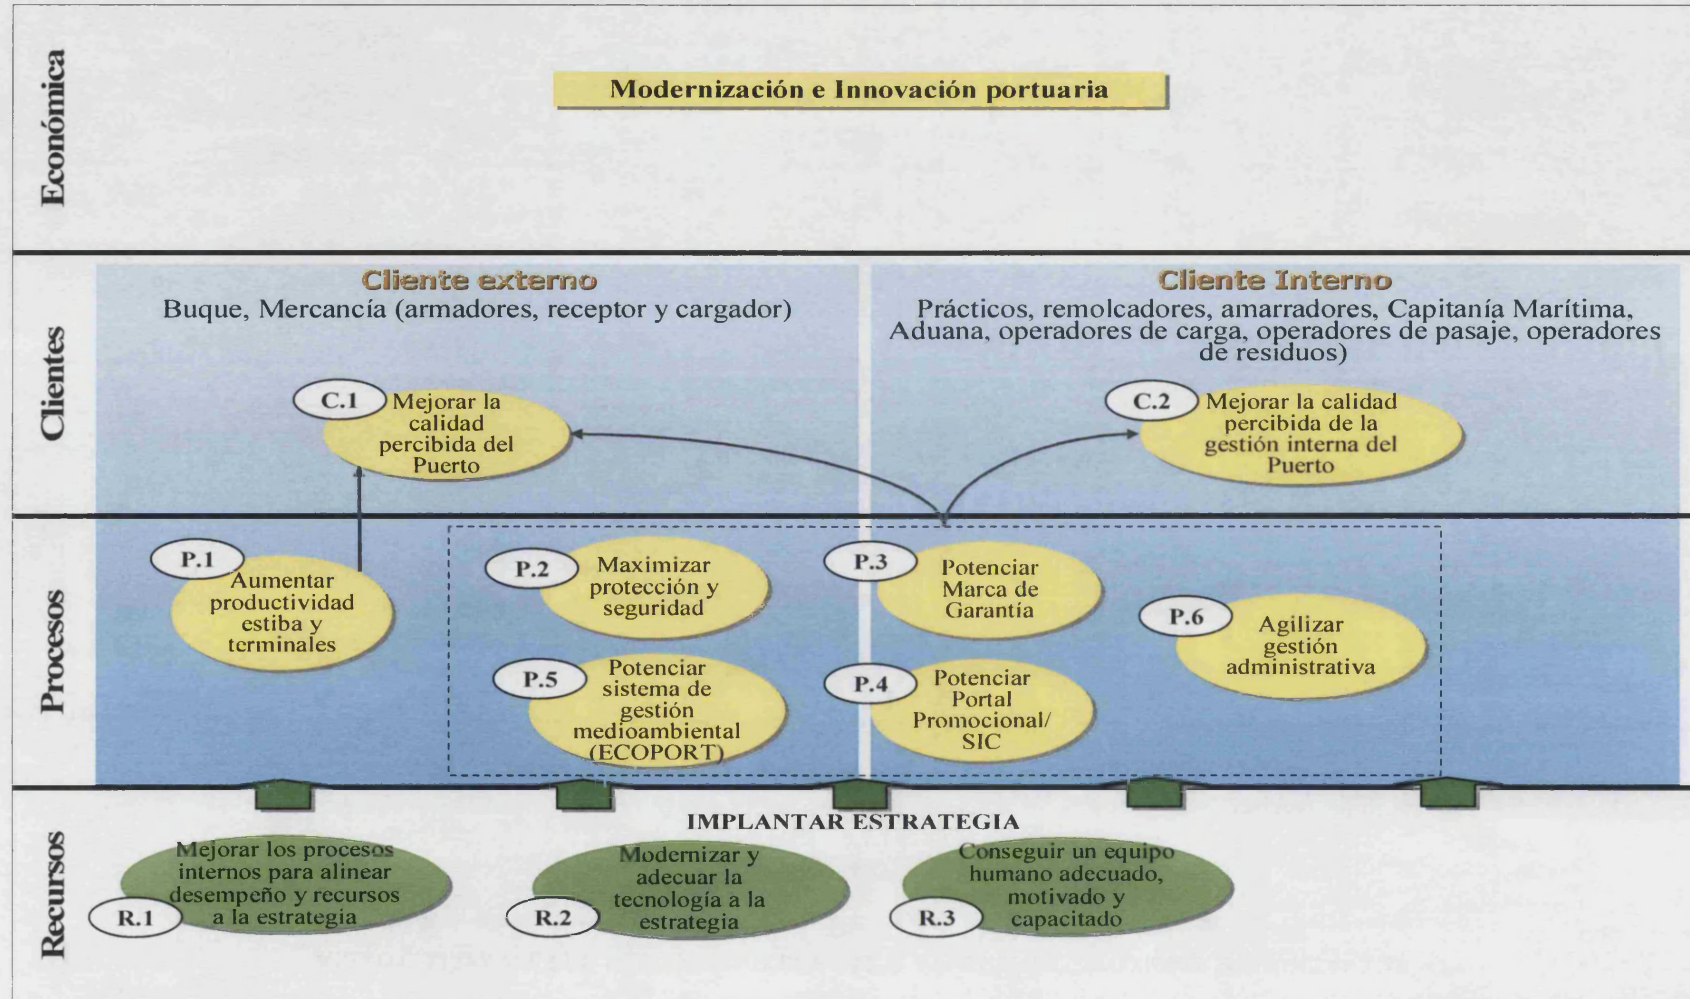 Económica
Modernización e Innovación portuaria
Clientes
Cliente externo
Buque, Mercancía (armadores, receptor y cargador)
Cliente Interno
Prácticos, remolcadores, amarradores, Capitanía Marítima,
Aduana, operadores de carga, operadores de pasaje, operadores
de residuos)
C.1
Mejorar la
calidad
percibida del
Puerto
C.2
Mejorar la calidad
percibida de la
gestión interna del
Puerto
Procesos
P.1
Aumentar
productividad
estiba y
terminales
P.2
Maximizar
protección y
seguridad
P.3
Potenciar
Marca de
Garantía
P.6
Agilizar
gestión
administrativa
P.5
Potenciar
sistema de
gestión
medioambiental
(ECOPORT)
P.4
Potenciar
Portal
Promocional/
SIC
Recursos
IMPLANTAR ESTRATEGIA
Mejorar los procesos
internos para alinear
desempeño y recursos
a la estrategia
R.1
Modernizar y
adecuar la
tecnología a la
estrategia
R.2
Conseguir un equipo
humano adecuado,
motivado y
capacitado
R.3